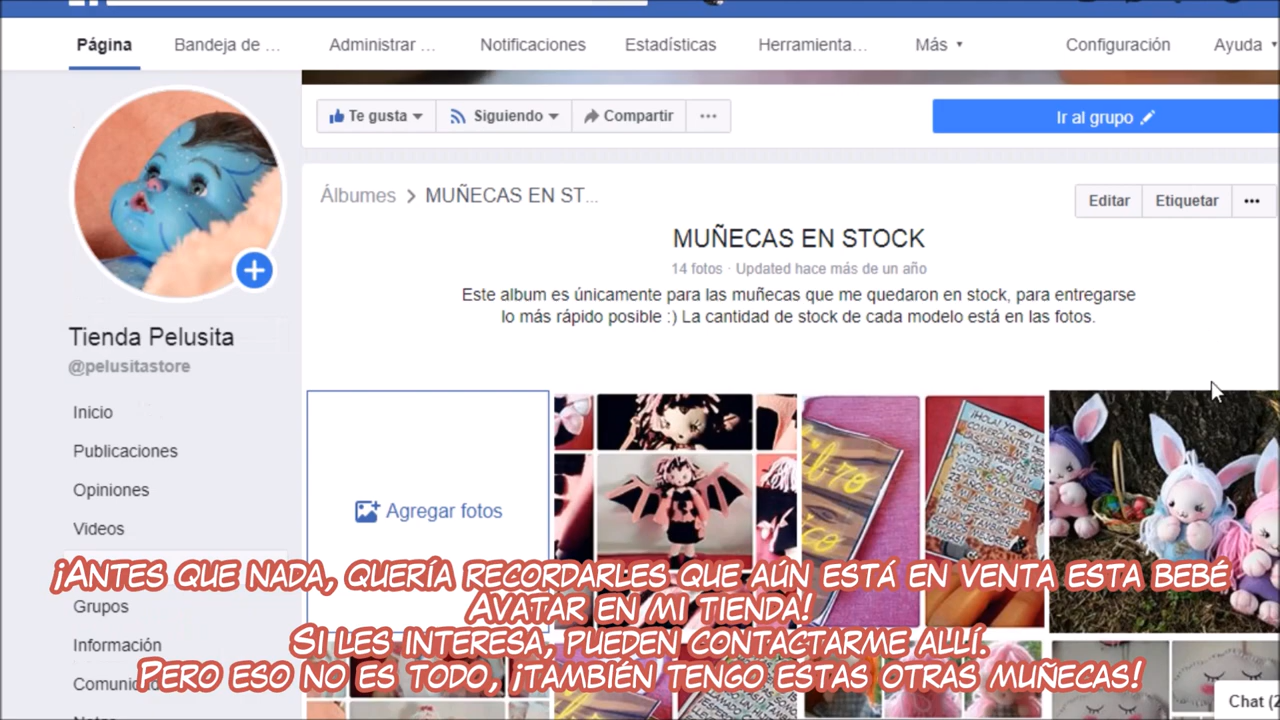 Página
Bandeja de ...
Administrar ...
Notificaciones
Estadísticas
Herramienta...
Más
Configuración
Ayuda
Te gusta
Siguiendo
Compartir
Ir al grupo
Álbumes > MUÑECAS EN ST...
Editar
Etiquetar
MUÑECAS EN STOCK
14 fotos · Updated hace más de un año
Este album es únicamente para las muñecas que me quedaron en stock, para entregarse
lo más rápido posible :) La cantidad de stock de cada modelo está en las fotos.
Tienda Pelusita
@pelusitastore
Inicio
Publicaciones
Opiniones
Videos
Grupos
Información
Agregar fotos
¡HOLA! YO SOY
¡ANTES QUE NADA, QUERÍA RECORDARLES QUE AÚN ESTÁ EN VENTA ESTA BEBÉ
AVATAR EN MI TIENDA!
SI LES INTERESA, PUEDEN CONTACTARME ALLÍ.
PERO ESO NO ES TODO, ¡TAMBIÉN TENGO ESTAS OTRAS MUÑECAS!
Chat (2